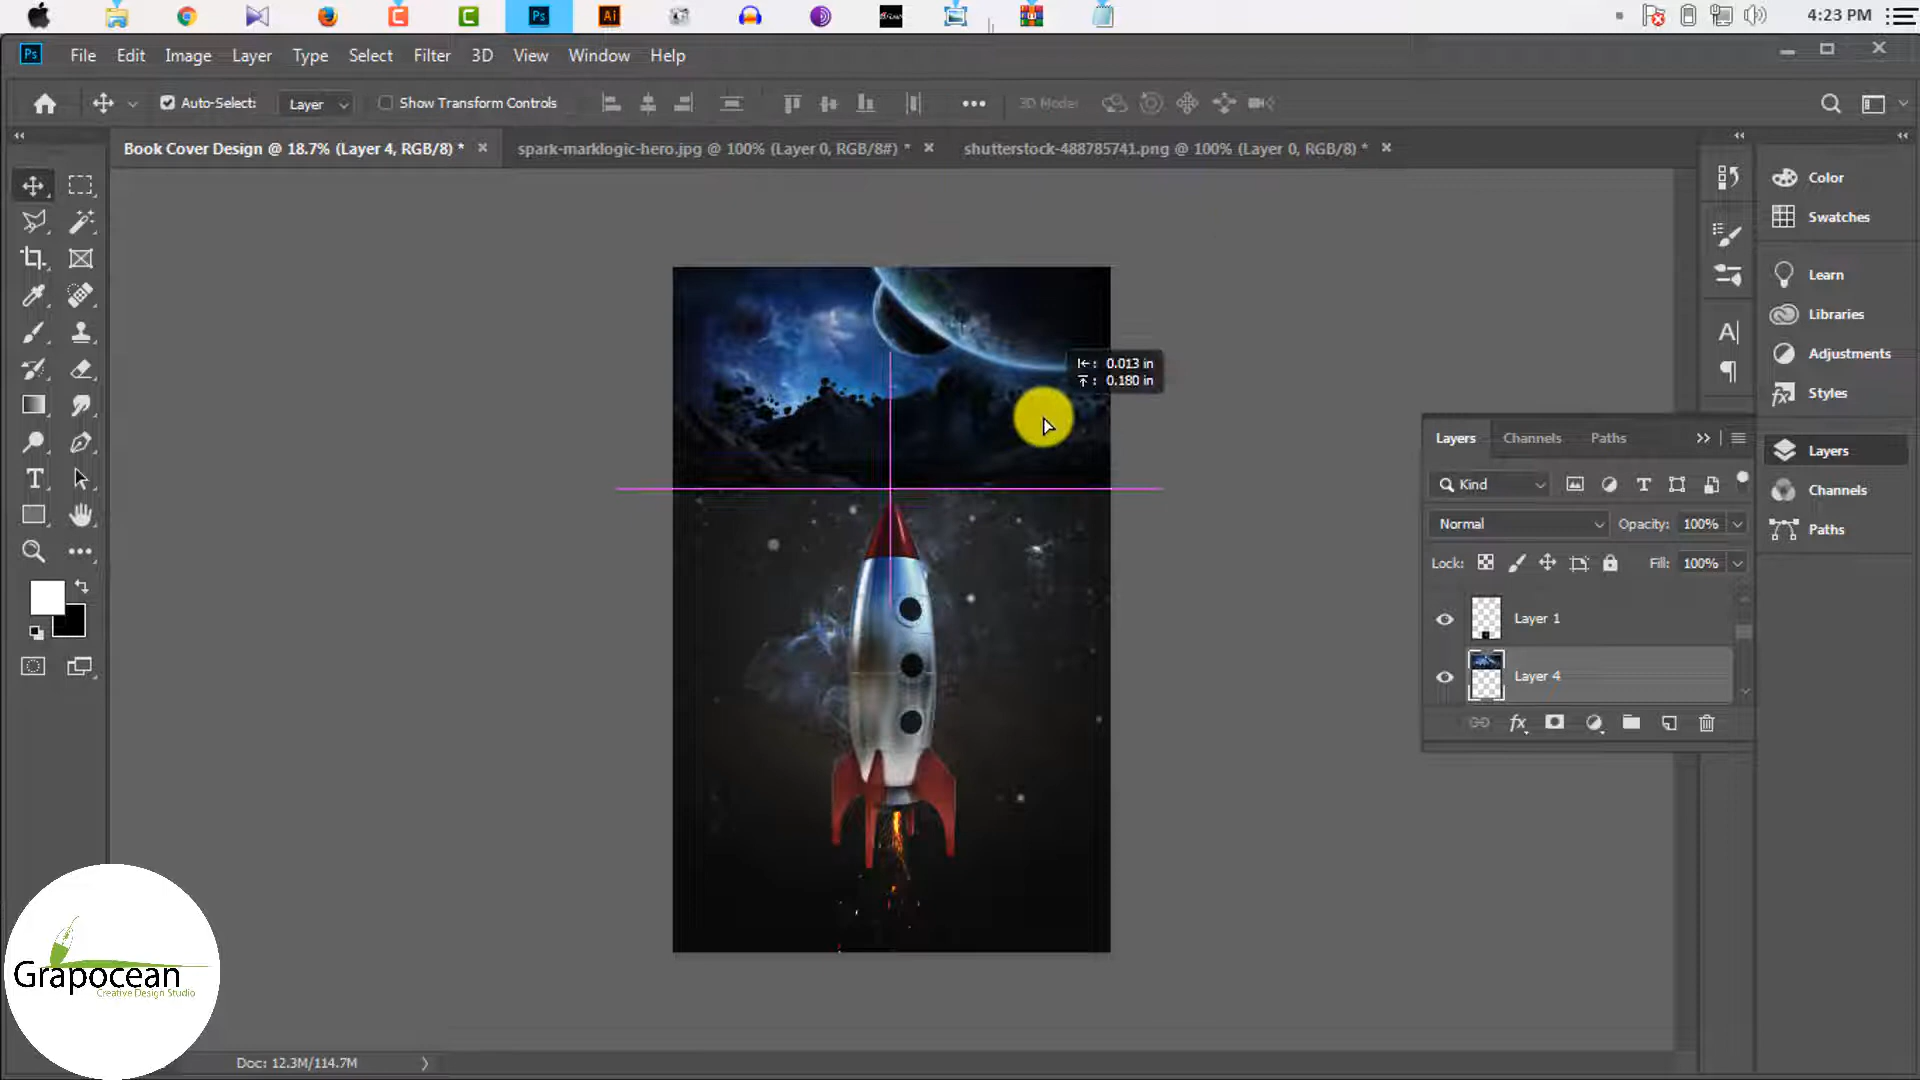 4:23 PM
Ps
File Edit Image Layer Type Select Filter 3D View Window Help
Auto-Select: Layer Show Transform Controls 3D Mode:
Book Cover Design @ 18.7% (Layer 4, RGB/8) * spark-marklogic-hero.jpg @ 100% (Layer 0, RGB/8#) * shutterstock-488785741.png @ 100% (Layer 0, RGB/8) *
Color
Swatches
Learn
Libraries
Adjustments
Styles
Layers
Channels
Paths
0.013 in
0.180 in
Layers Channels Paths
Kind
Normal Opacity: 100%
Lock: Fill: 100%
Layer 1
Layer 4
Grapocean
Creative Design Studio
Doc: 12.3M/114.7M